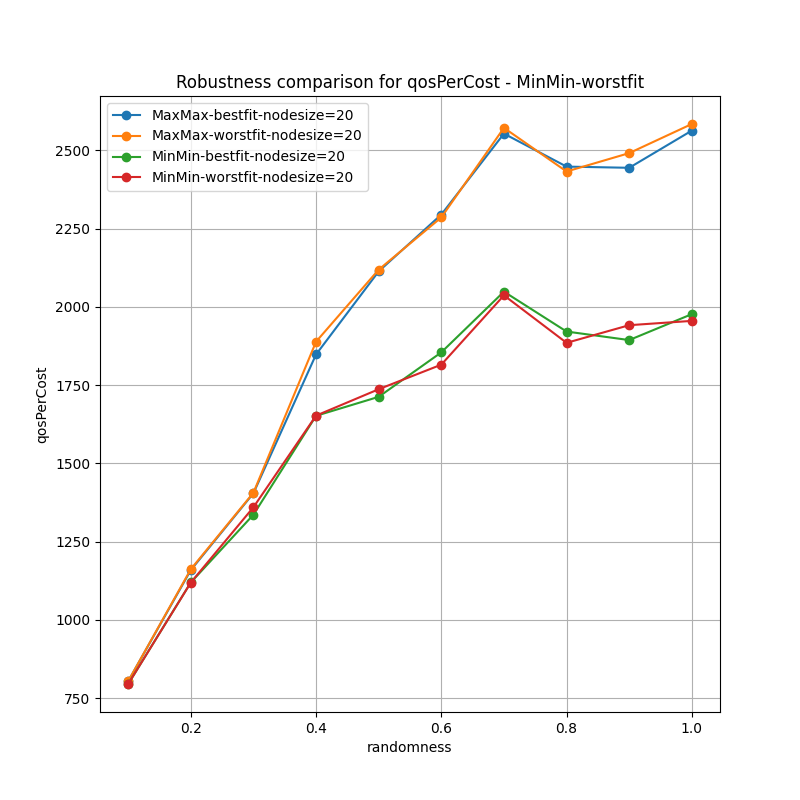 Robustness comparison for qosPerCost - MinMin-worstfit
MaxMax-bestfit-nodesize=20
MaxMax-worstfit-nodesize=20
MinMin-bestfit-nodesize=20
MinMin-worstfit-nodesize=20
2500
2250
2000
1750
1500
1250
1000
750
qosPerCost
0.2 0.4 0.6 0.8 1.0
randomness